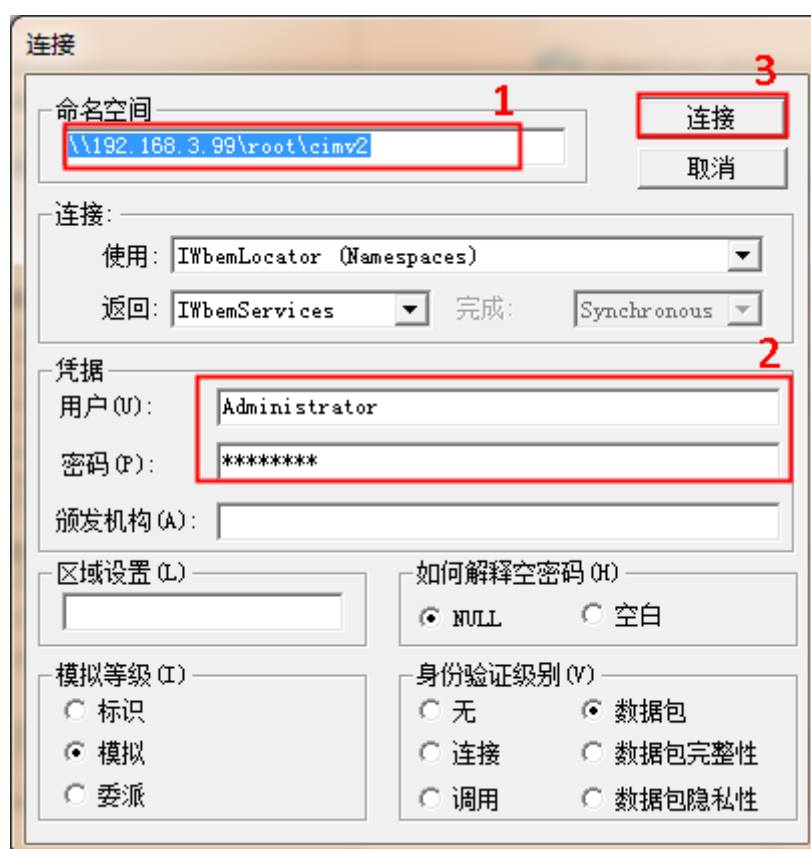 连接
3
命名空间
1
连接
\\192.168.3.99\root\cimv2
取消
连接:
使用: IWbemLocator (Namespaces)
返回: IWbemServices 完成: Synchronous
2
凭据
用户(U): Administrator
密码(P): ********
颁发机构(A):
区域设置(L) 如何解释空密码(H)
NULL 空白
模拟等级(I) 身份验证级别(V)
标识 无 数据包
模拟 连接 数据包完整性
委派 调用 数据包隐私性